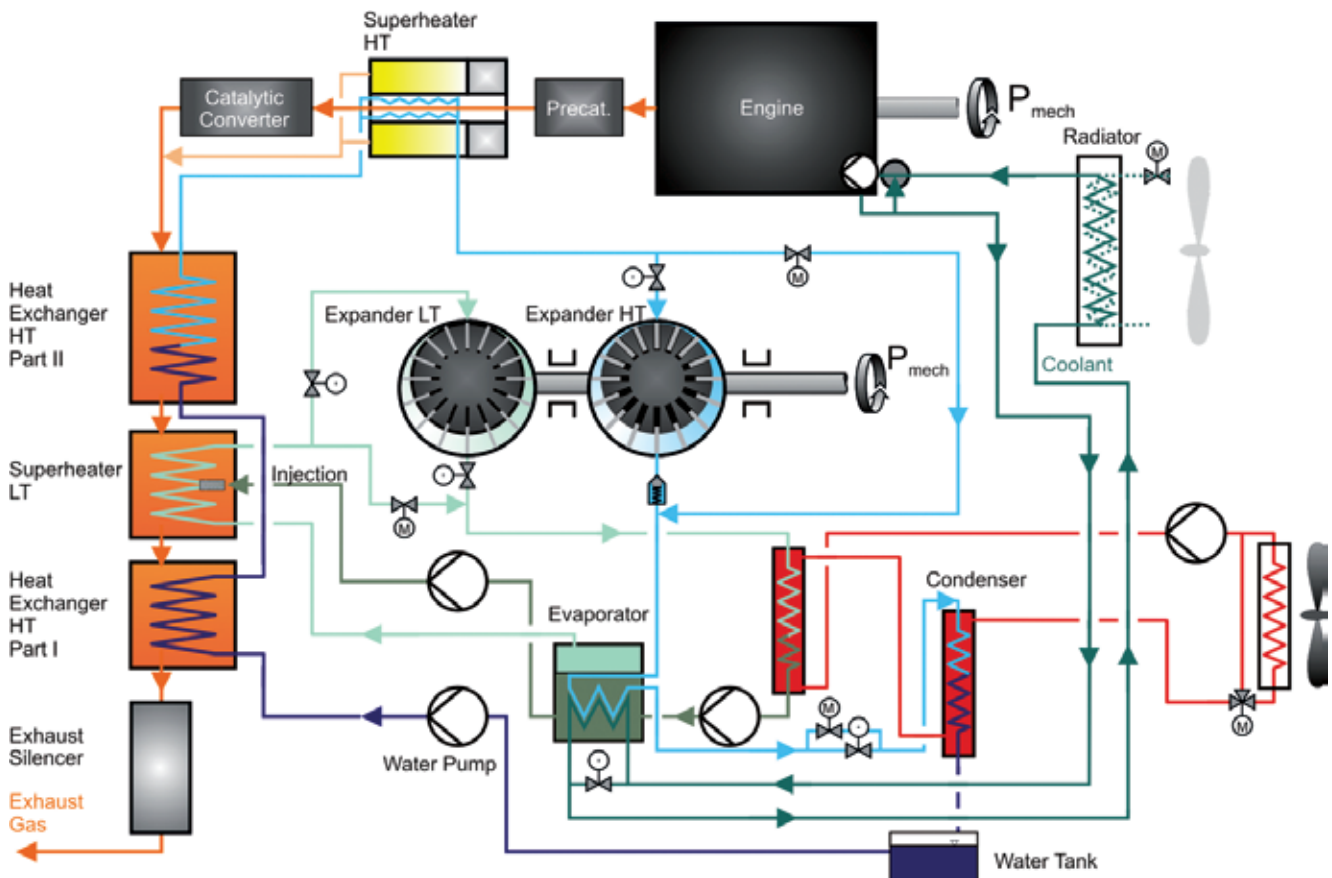 Superheater
HT
Catalytic
Converter
Precat.
Engine
P mech
Radiator
M
Heat
Exchanger
HT
Part II
Expander LT
Expander HT
M
P mech
Coolant
Superheater
LT
Injection
M
Heat
Exchanger
HT
Part I
Evaporator
Condenser
M
M
Exhaust
Silencer
Water Pump
Exhaust
Gas
Water Tank